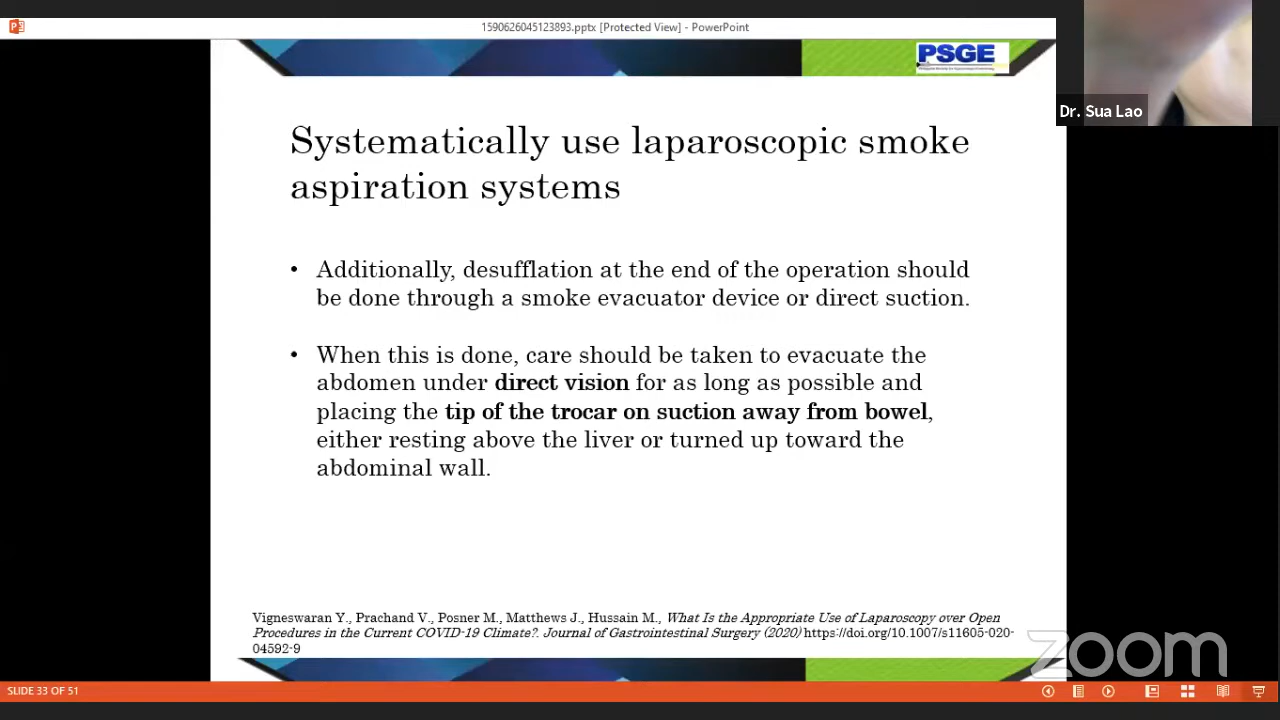 1590626045123893.pptx [Protected View] - PowerPoint
PSGE
Dr. Sua Lao
Systematically use laparoscopic smoke
aspiration systems
• Additionally, desufflation at the end of the operation should
be done through a smoke evacuator device or direct suction.
• When this is done, care should be taken to evacuate the
abdomen under direct vision for as long as possible and
placing the tip of the trocar on suction away from bowel,
either resting above the liver or turned up toward the
abdominal wall.
Vigneswaran Y., Prachand V., Posner M., Matthews J., Hussain M., What Is the Appropriate Use of Laparoscopy over Open
Procedures in the Current COVID-19 Climate?. Journal of Gastrointestinal Surgery (2020) https://doi.org/10.1007/s11605-020-
04592-9
zoom
SLIDE 33 OF 51